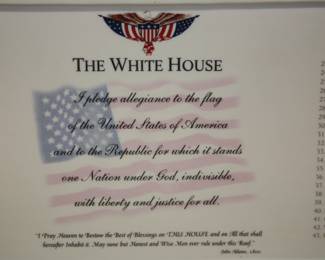 THE WHITE HOUSE
I pledge allegiance to the flag
of the United States of America
and to the Republic for which it stands
one Nation under God, indivisible,
with liberty and justice for all.
"I Pray Heaven to Bestow the Best of Blessings on THIS HOUSE and on All that shall
hereafter Inhabit it. May none but Honest and Wise Men ever rule under this Roof."
John Adams,